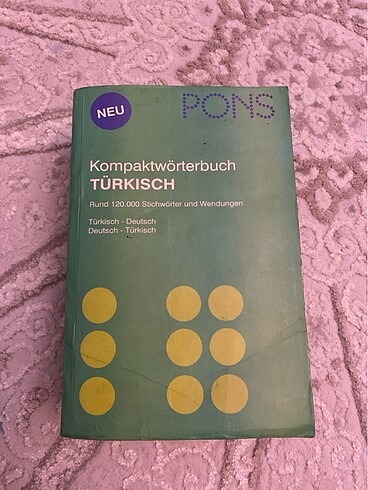 NEU
PONS
Kompaktwörterbuch
TÜRKISCH
Rund 120.000 Stichwörter und Wendungen
Türkisch - Deutsch
Deutsch - Türkisch